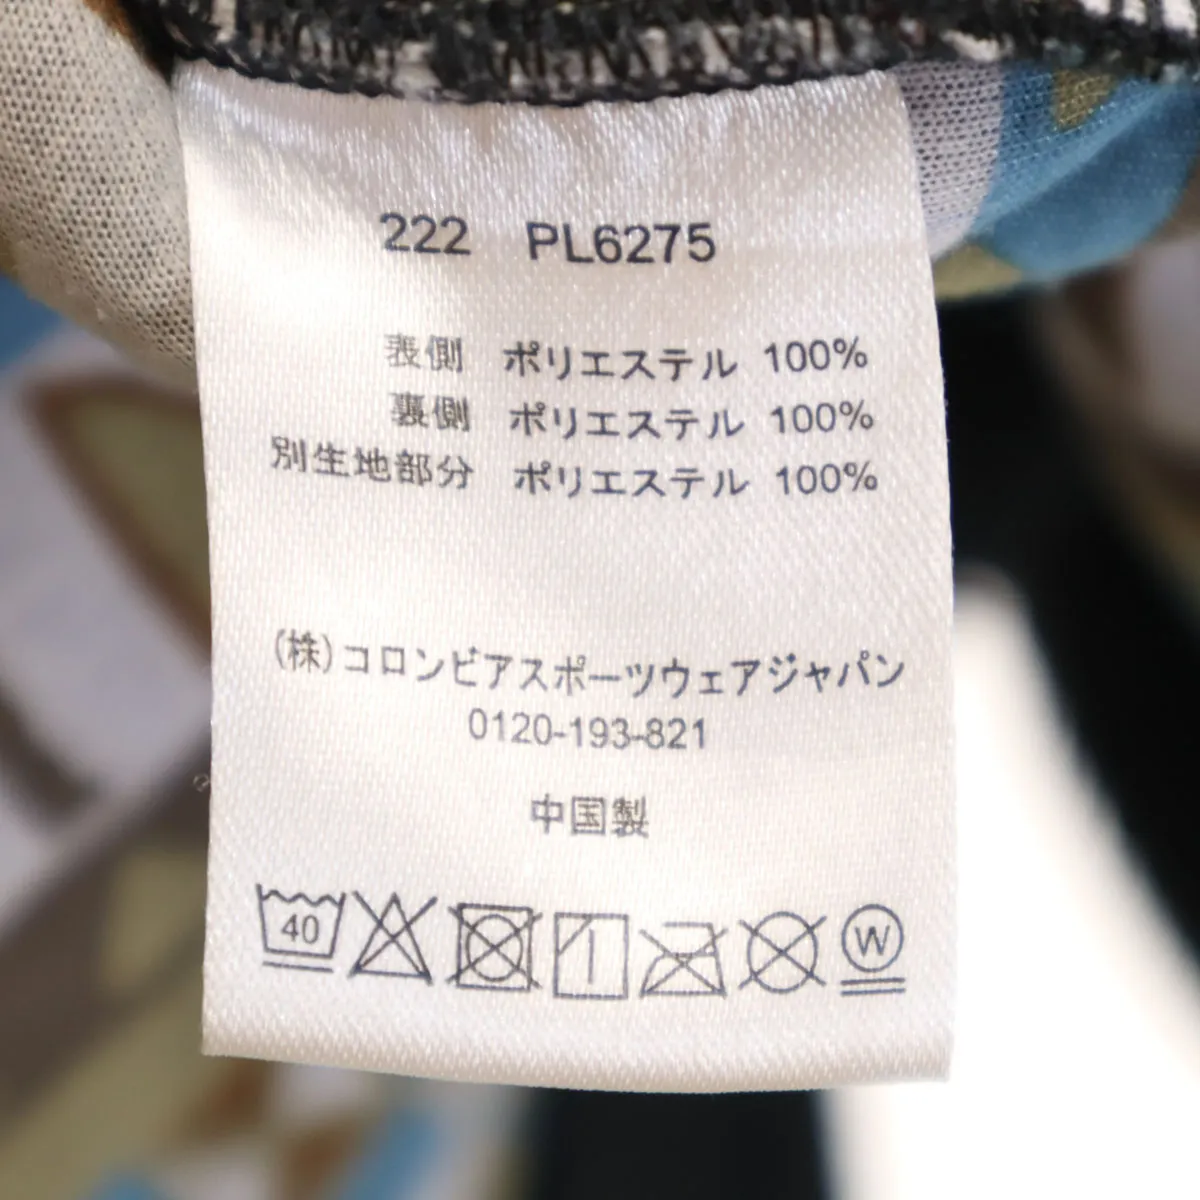 222 PL6275
表側 ポリエステル 100%
裏側 ポリエステル 100%
別生地部分 ポリエステル 100%
(株)コロンビアスポーツウェアジャパン
0120-193-821
中国製
40 W